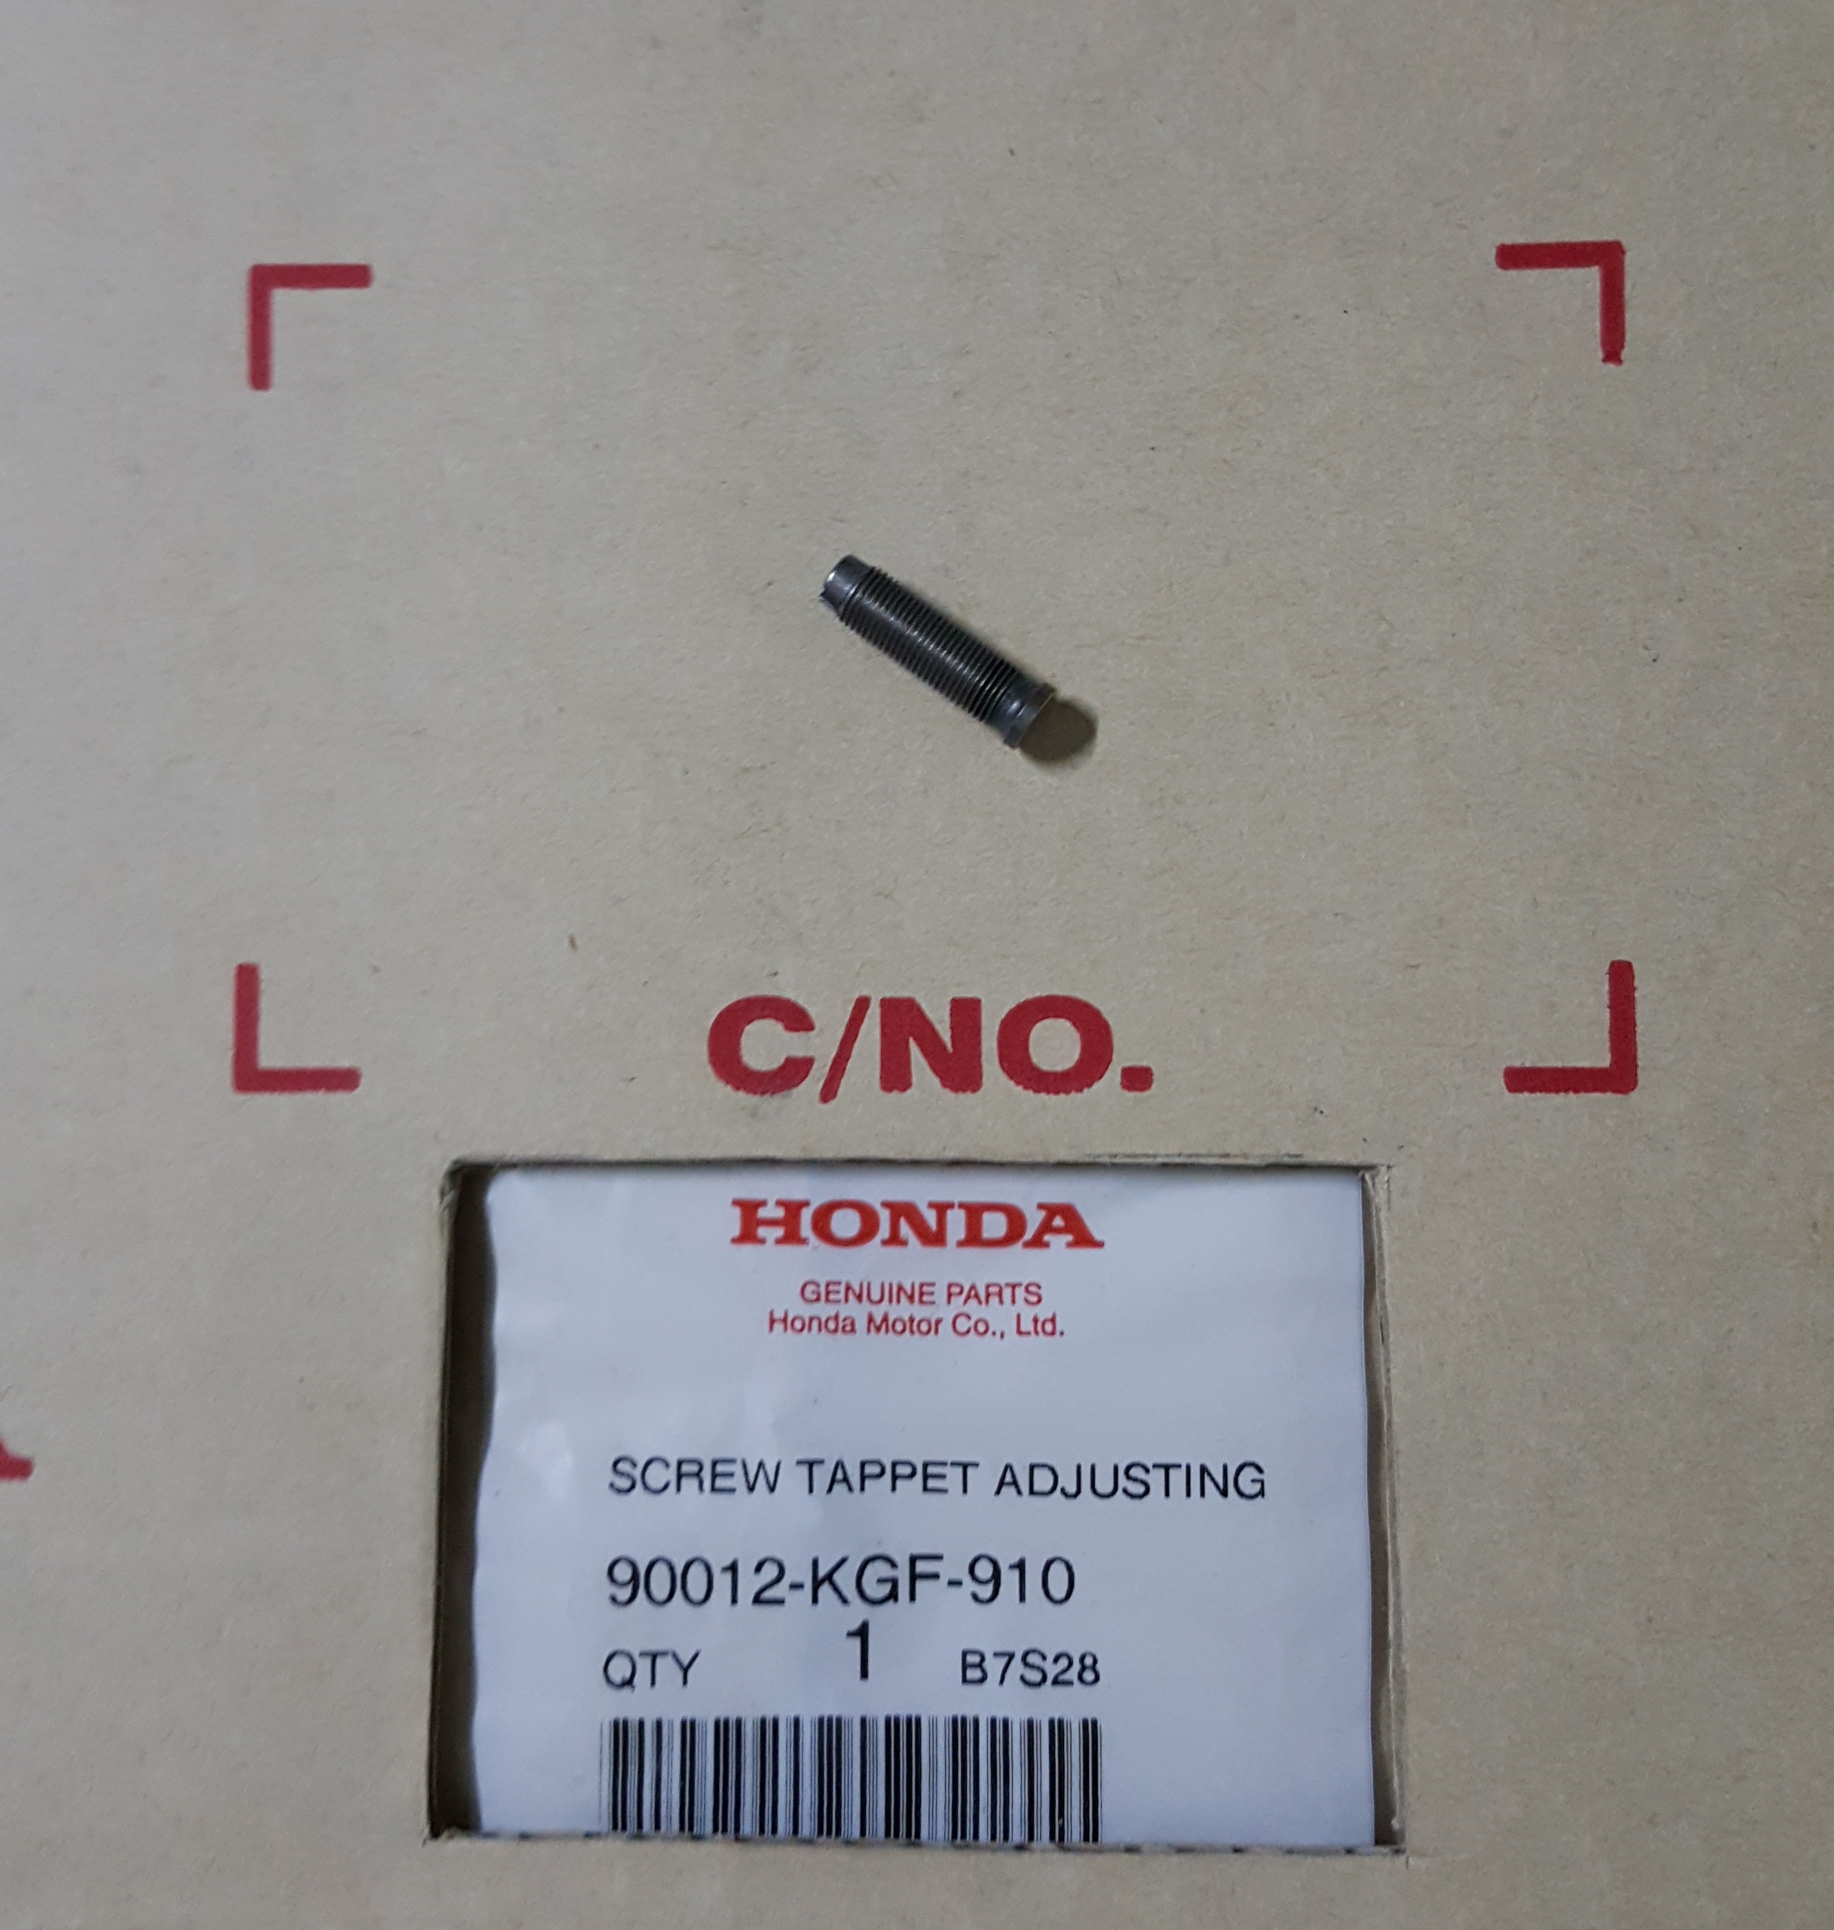 C/NO.
HONDA
GENUINE PARTS
Honda Motor Co., Ltd.
SCREW TAPPET ADJUSTING
90012-KGF-910
QTY 1 B7S28